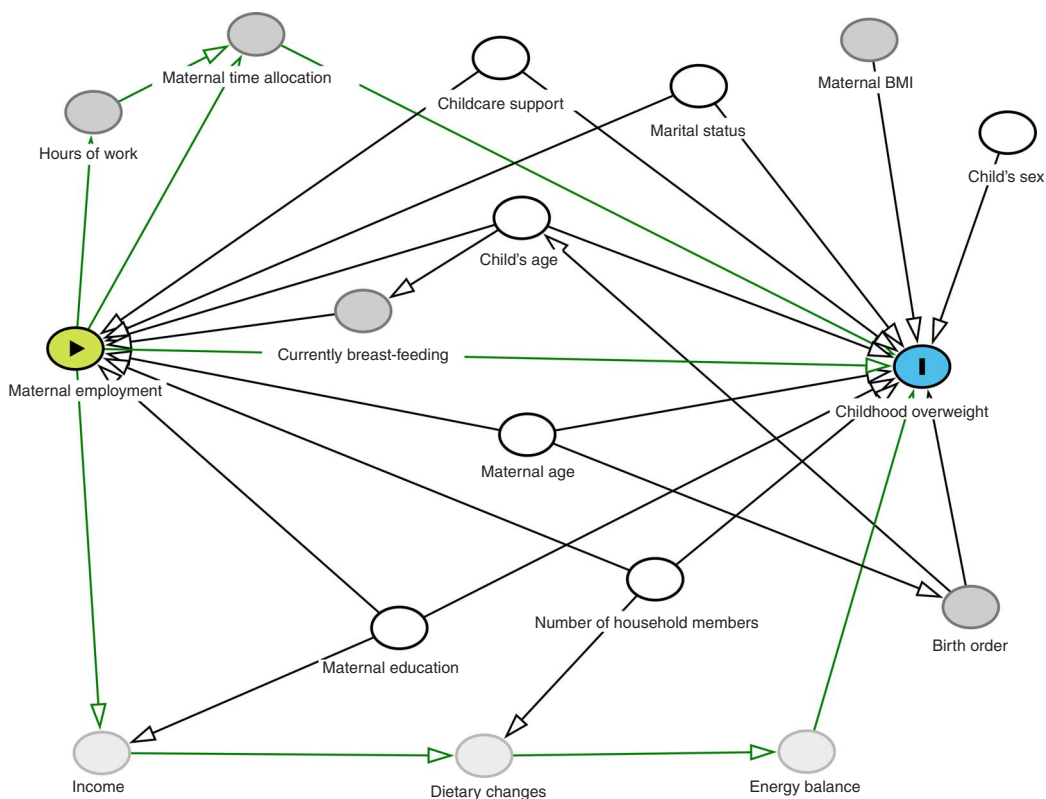 Maternal time allocation
Childcare support
Maternal BMI
Marital status
Hours of work
Child's sex
Child's age
Currently breast-feeding
Maternal employment
Childhood overweight
Maternal age
Number of household members
Birth order
Maternal education
Income
Dietary changes
Energy balance